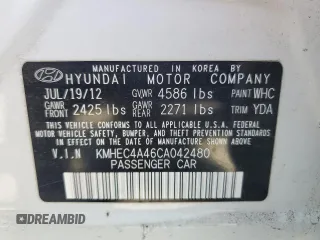 MANUFACTURED IN KOREA BY
HYUNDAI MOTOR COMPANY
JUL/19/12 GVWR 4586 lbs PAINT WHC
GAWR FRONT 2425 lbs GAWR REAR 2271 lbs TRIM YDA
THIS VEHICLE CONFORMS TO ALL APPLICABLE
U.S. FEDERAL MOTOR VEHICLE SAFETY, BUMPER,
AND THEFT PREVENTION STANDARDS IN EFFECT ON
THE DATE OF MANUFACTURE SHOWN ABOVE.
V.I.N KMHEC4A46CA042480
PASSENGER CAR